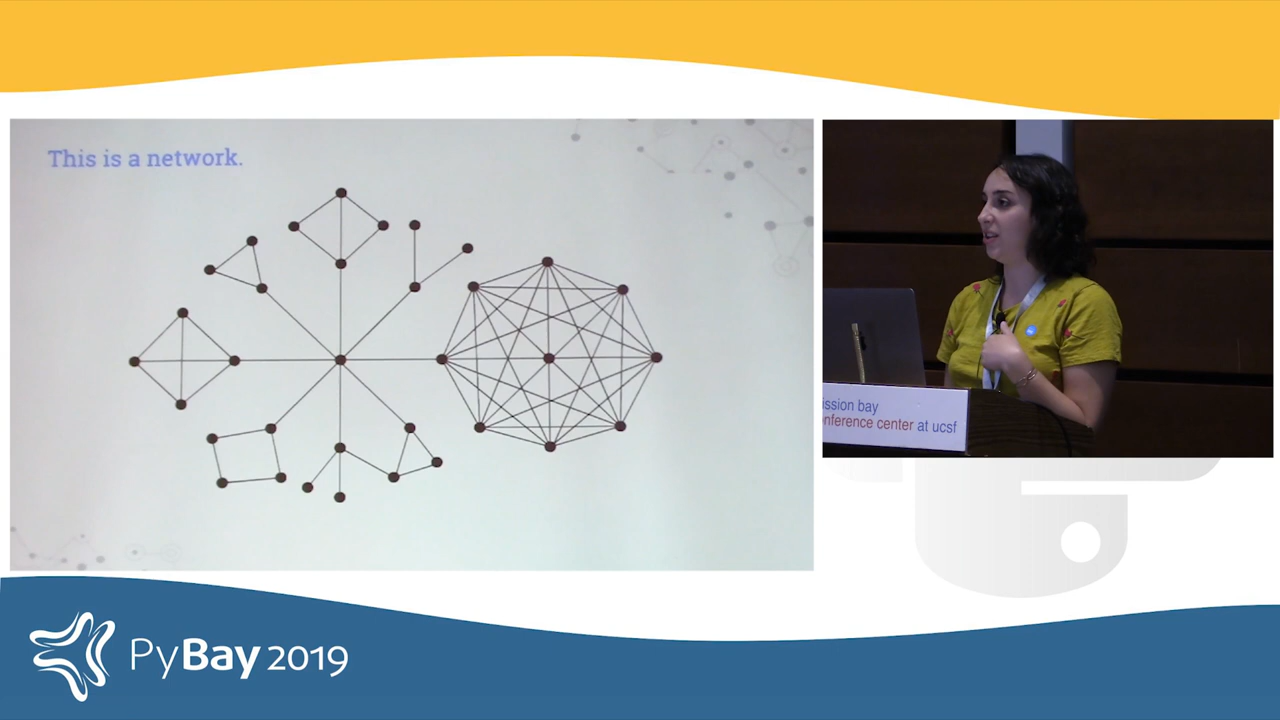 This is a network.
ission bay
nference center at ucsf
PyBay 2019